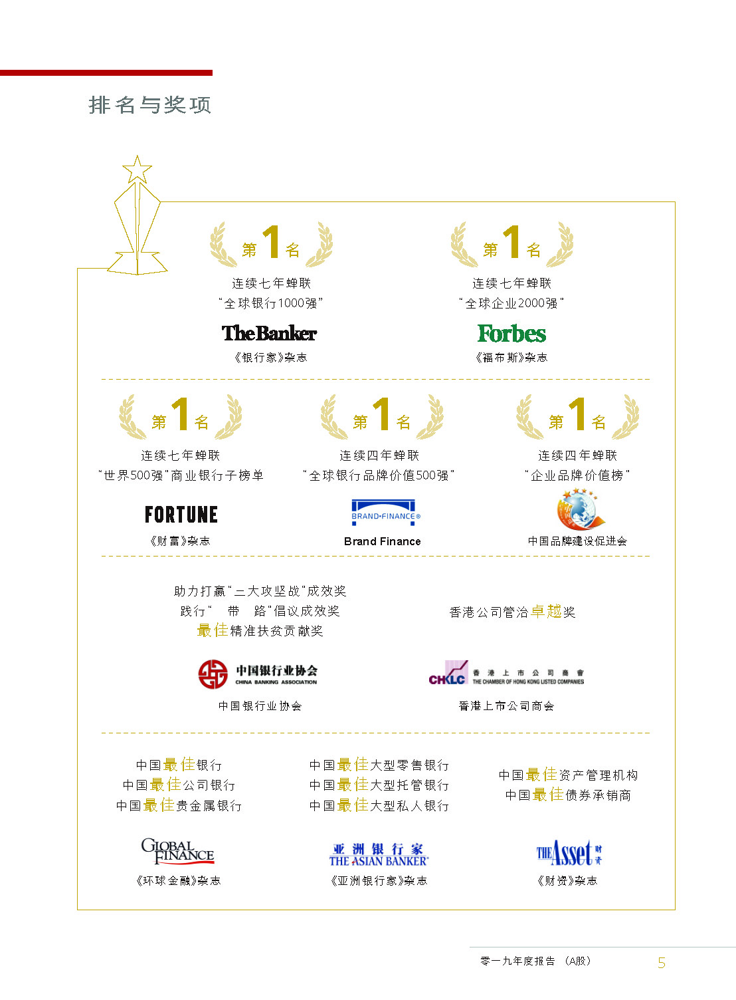 排名与奖项
第1名
连续七年蝉联
“全球银行1000强”
The Banker
《银行家》杂志
第1名
连续七年蝉联
“全球企业2000强”
Forbes
《福布斯》杂志
第1名
连续七年蝉联
“世界500强”商业银行子榜单
FORTUNE
《财富》杂志
第1名
连续四年蝉联
“全球银行品牌价值500强”
BRAND·FINANCE®
Brand Finance
第1名
连续四年蝉联
“企业品牌价值榜”
中国品牌建设促进会
助力打赢“三大攻坚战”成效奖
践行“ 带 路”倡议成效奖
最佳精准扶贫贡献奖
中国银行业协会
CHINA BANKING ASSOCIATION
中国银行业协会
香港公司管治卓越奖
CHKLC
香港上市公司商會
THE CHAMBER OF HONG KONG LISTED COMPANIES
香港上市公司商会
中国最佳银行
中国最佳公司银行
中国最佳贵金属银行
GLOBAL
FINANCE
《环球金融》杂志
中国最佳大型零售银行
中国最佳大型托管银行
中国最佳大型私人银行
亚洲银行家
THE ASIAN BANKER®
《亚洲银行家》杂志
中国最佳资产管理机构
中国最佳债券承销商
THE Asset 财资
《财资》杂志
零一九年度报告 （A股） 5